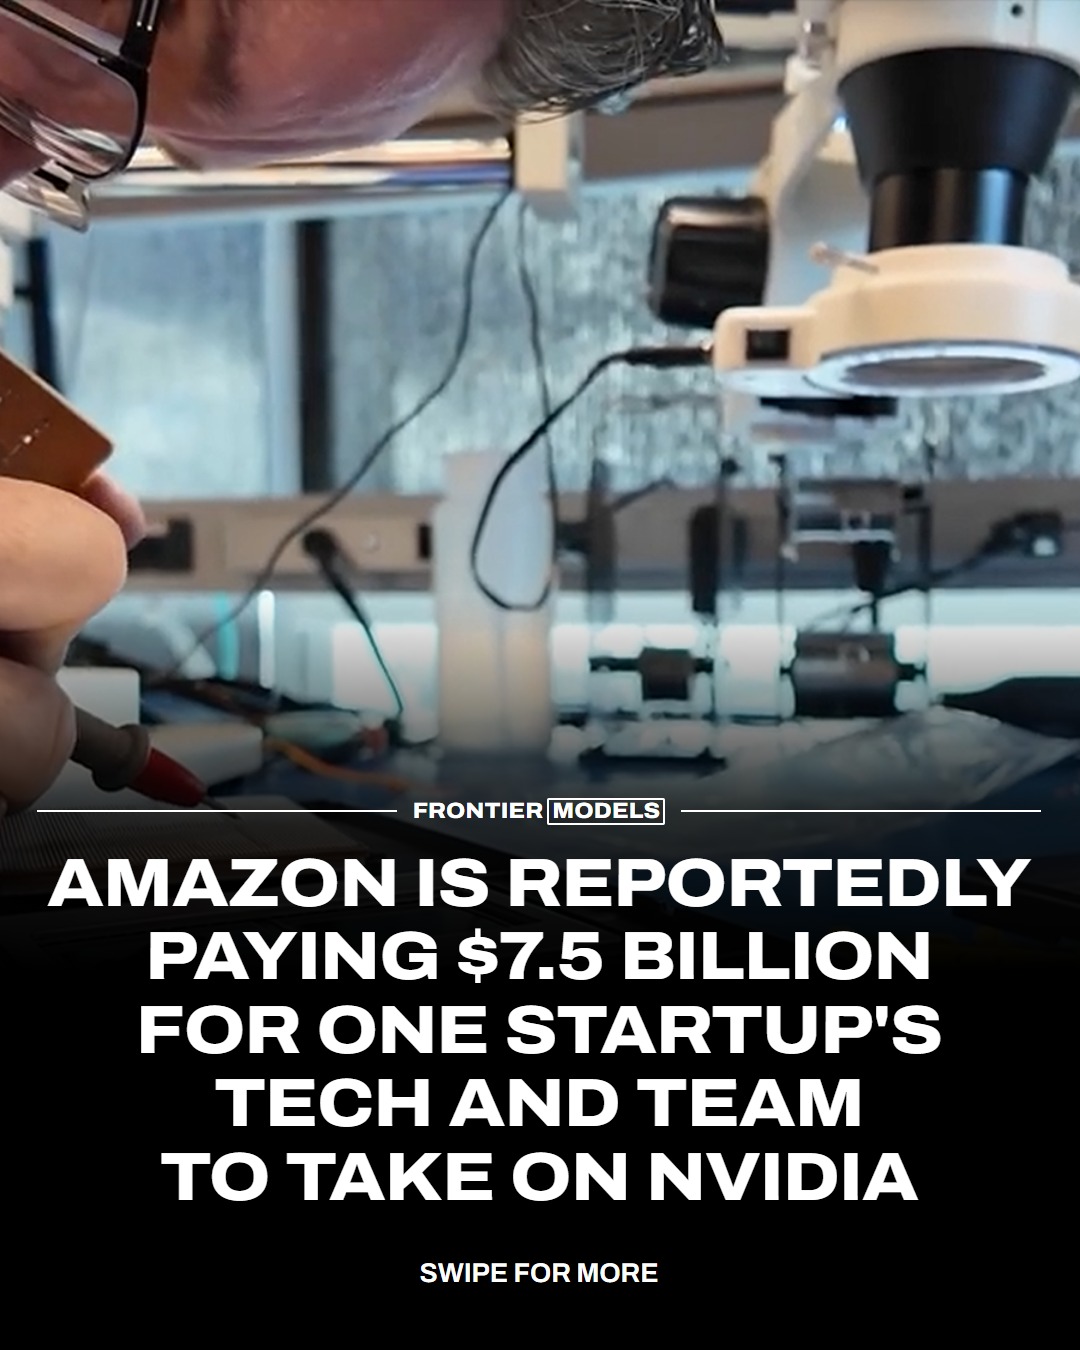 FRONTIER MODELS
AMAZON IS REPORTEDLY
PAYING $7.5 BILLION
FOR ONE STARTUP'S
TECH AND TEAM
TO TAKE ON NVIDIA
SWIPE FOR MORE